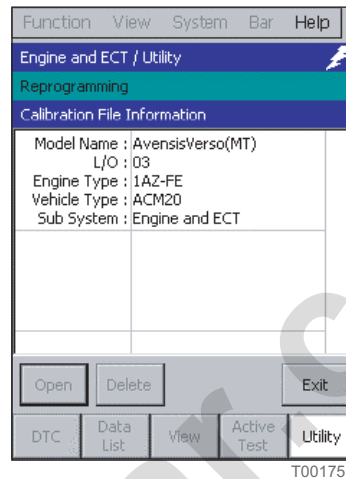 Function View System Bar Help
Engine and ECT / Utility
Reprogramming
Calibration File Information
Model Name : AvensisVerso(MT)
L/O : 03
Engine Type : 1AZ-FE
Vehicle Type : ACM20
Sub System : Engine and ECT
Open Delete Exit
DTC Data List View Active Test Utility
T00175